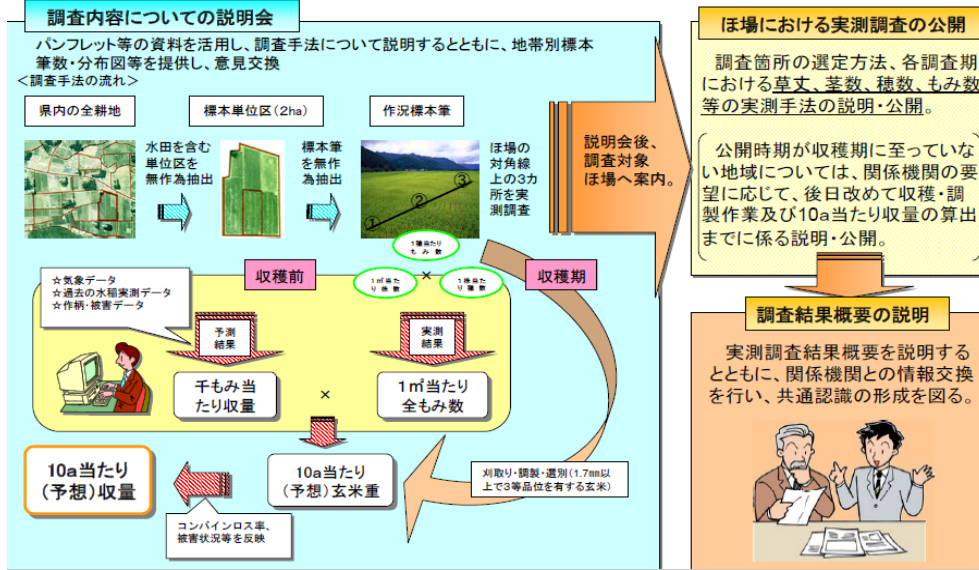 調査内容についての説明会
パンフレット等の資料を活用し、調査手法について説明するとともに、地帯別標本
筆数・分布図等を提供し、意見交換
<調査手法の流れ>
県内の全耕地
標本単位区(2ha)
作況標本筆
水田を含む
単位区を
無作為抽出
標本筆
を無作
為抽出
①
②
③
ほ場の
対角線
上の3カ
所を実
測調査
説明会後、
調査対象
ほ場へ案内。
1穂当たり
もみ数
×
1㎡当た
り株数
1株当た
り穂数
収穫前
収穫期
☆気象データ
☆過去の水稲実測データ
☆作柄・被害データ
予測
結果
実測
結果
千もみ当
たり収量
×
1㎡当たり
全もみ数
10a当たり
(予想)収量
10a当たり
(予想)玄米重
刈取り・調製・選別(1.7㎜以
上で3等品位を有する玄米)
コンバインロス率、
被害状況等を反映
ほ場における実測調査の公開
調査箇所の選定方法、各調査期
における草丈、茎数、穂数、もみ数
等の実測手法の説明・公開。
公開時期が収穫期に至っていな
い地域については、関係機関の要
望に応じて、後日改めて収穫・調
製作業及び10a当たり収量の算出
までに係る説明・公開。
調査結果概要の説明
実測調査結果概要を説明する
とともに、関係機関との情報交換
を行い、共通認識の形成を図る。